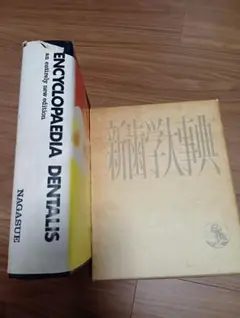 ENCYCLOPAEDIA DENTALIS
an entirely new edition
NAGASUE
新歯学大事典